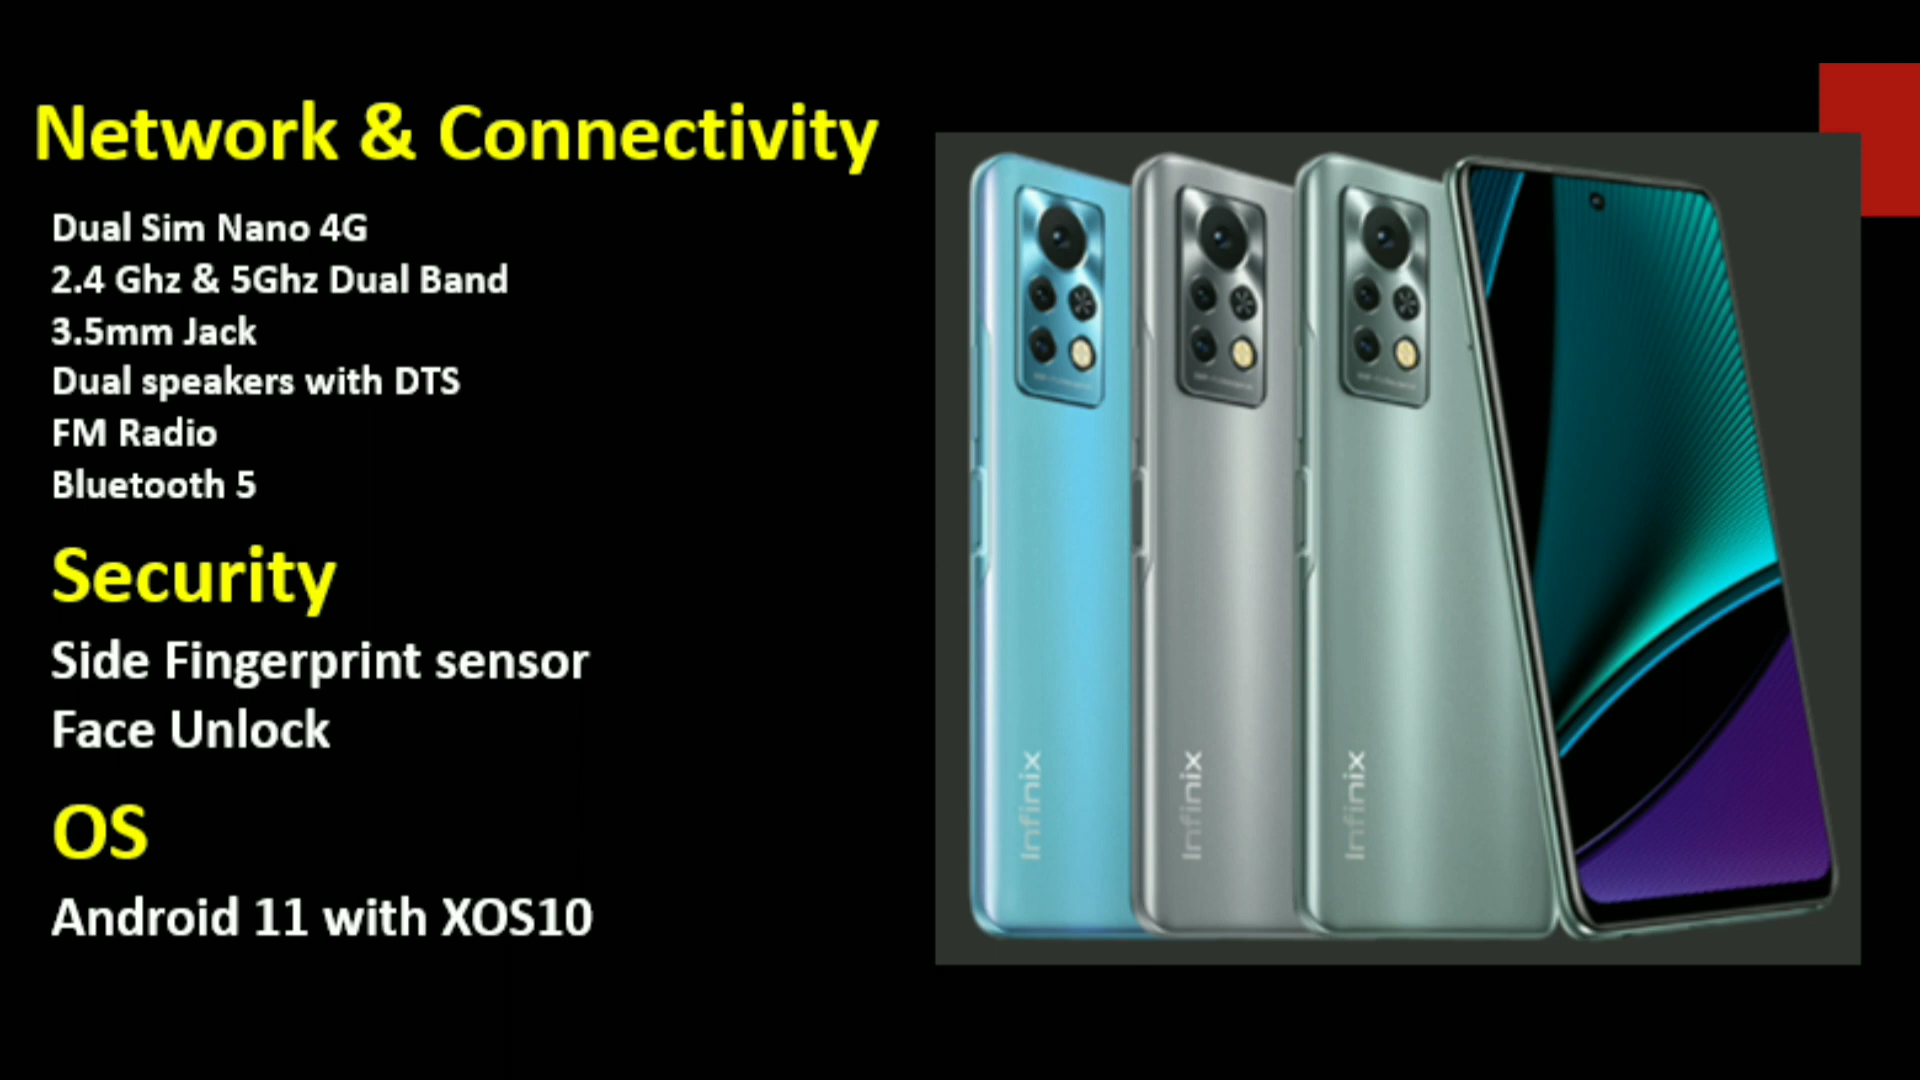 Network & Connectivity
Dual Sim Nano 4G
2.4 Ghz & 5Ghz Dual Band
3.5mm Jack
Dual speakers with DTS
FM Radio
Bluetooth 5
Security
Side Fingerprint sensor
Face Unlock
OS
Android 11 with XOS10
Infinix
Infinix
Infinix